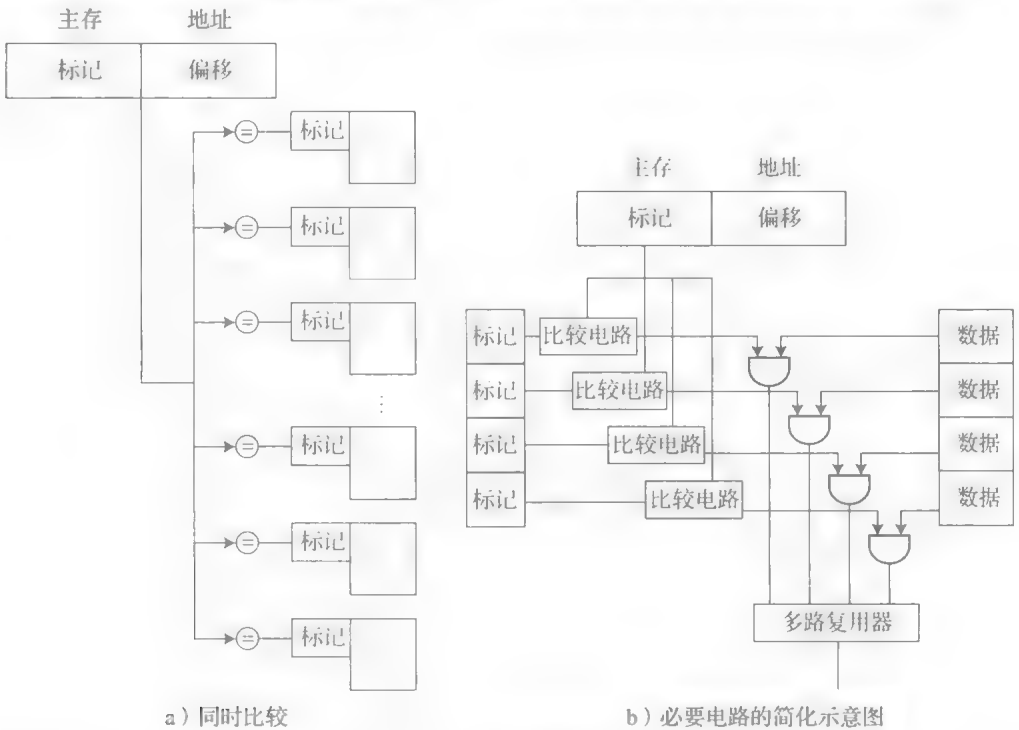 主存 地址
标记 偏移
标记
标记
标记
⋮
标记
标记
标记
a）同时比较
主存 地址
标记 偏移
标记 比较电路 数据
标记 比较电路 数据
标记 比较电路 数据
标记 比较电路 数据
多路复用器
b）必要电路的简化示意图